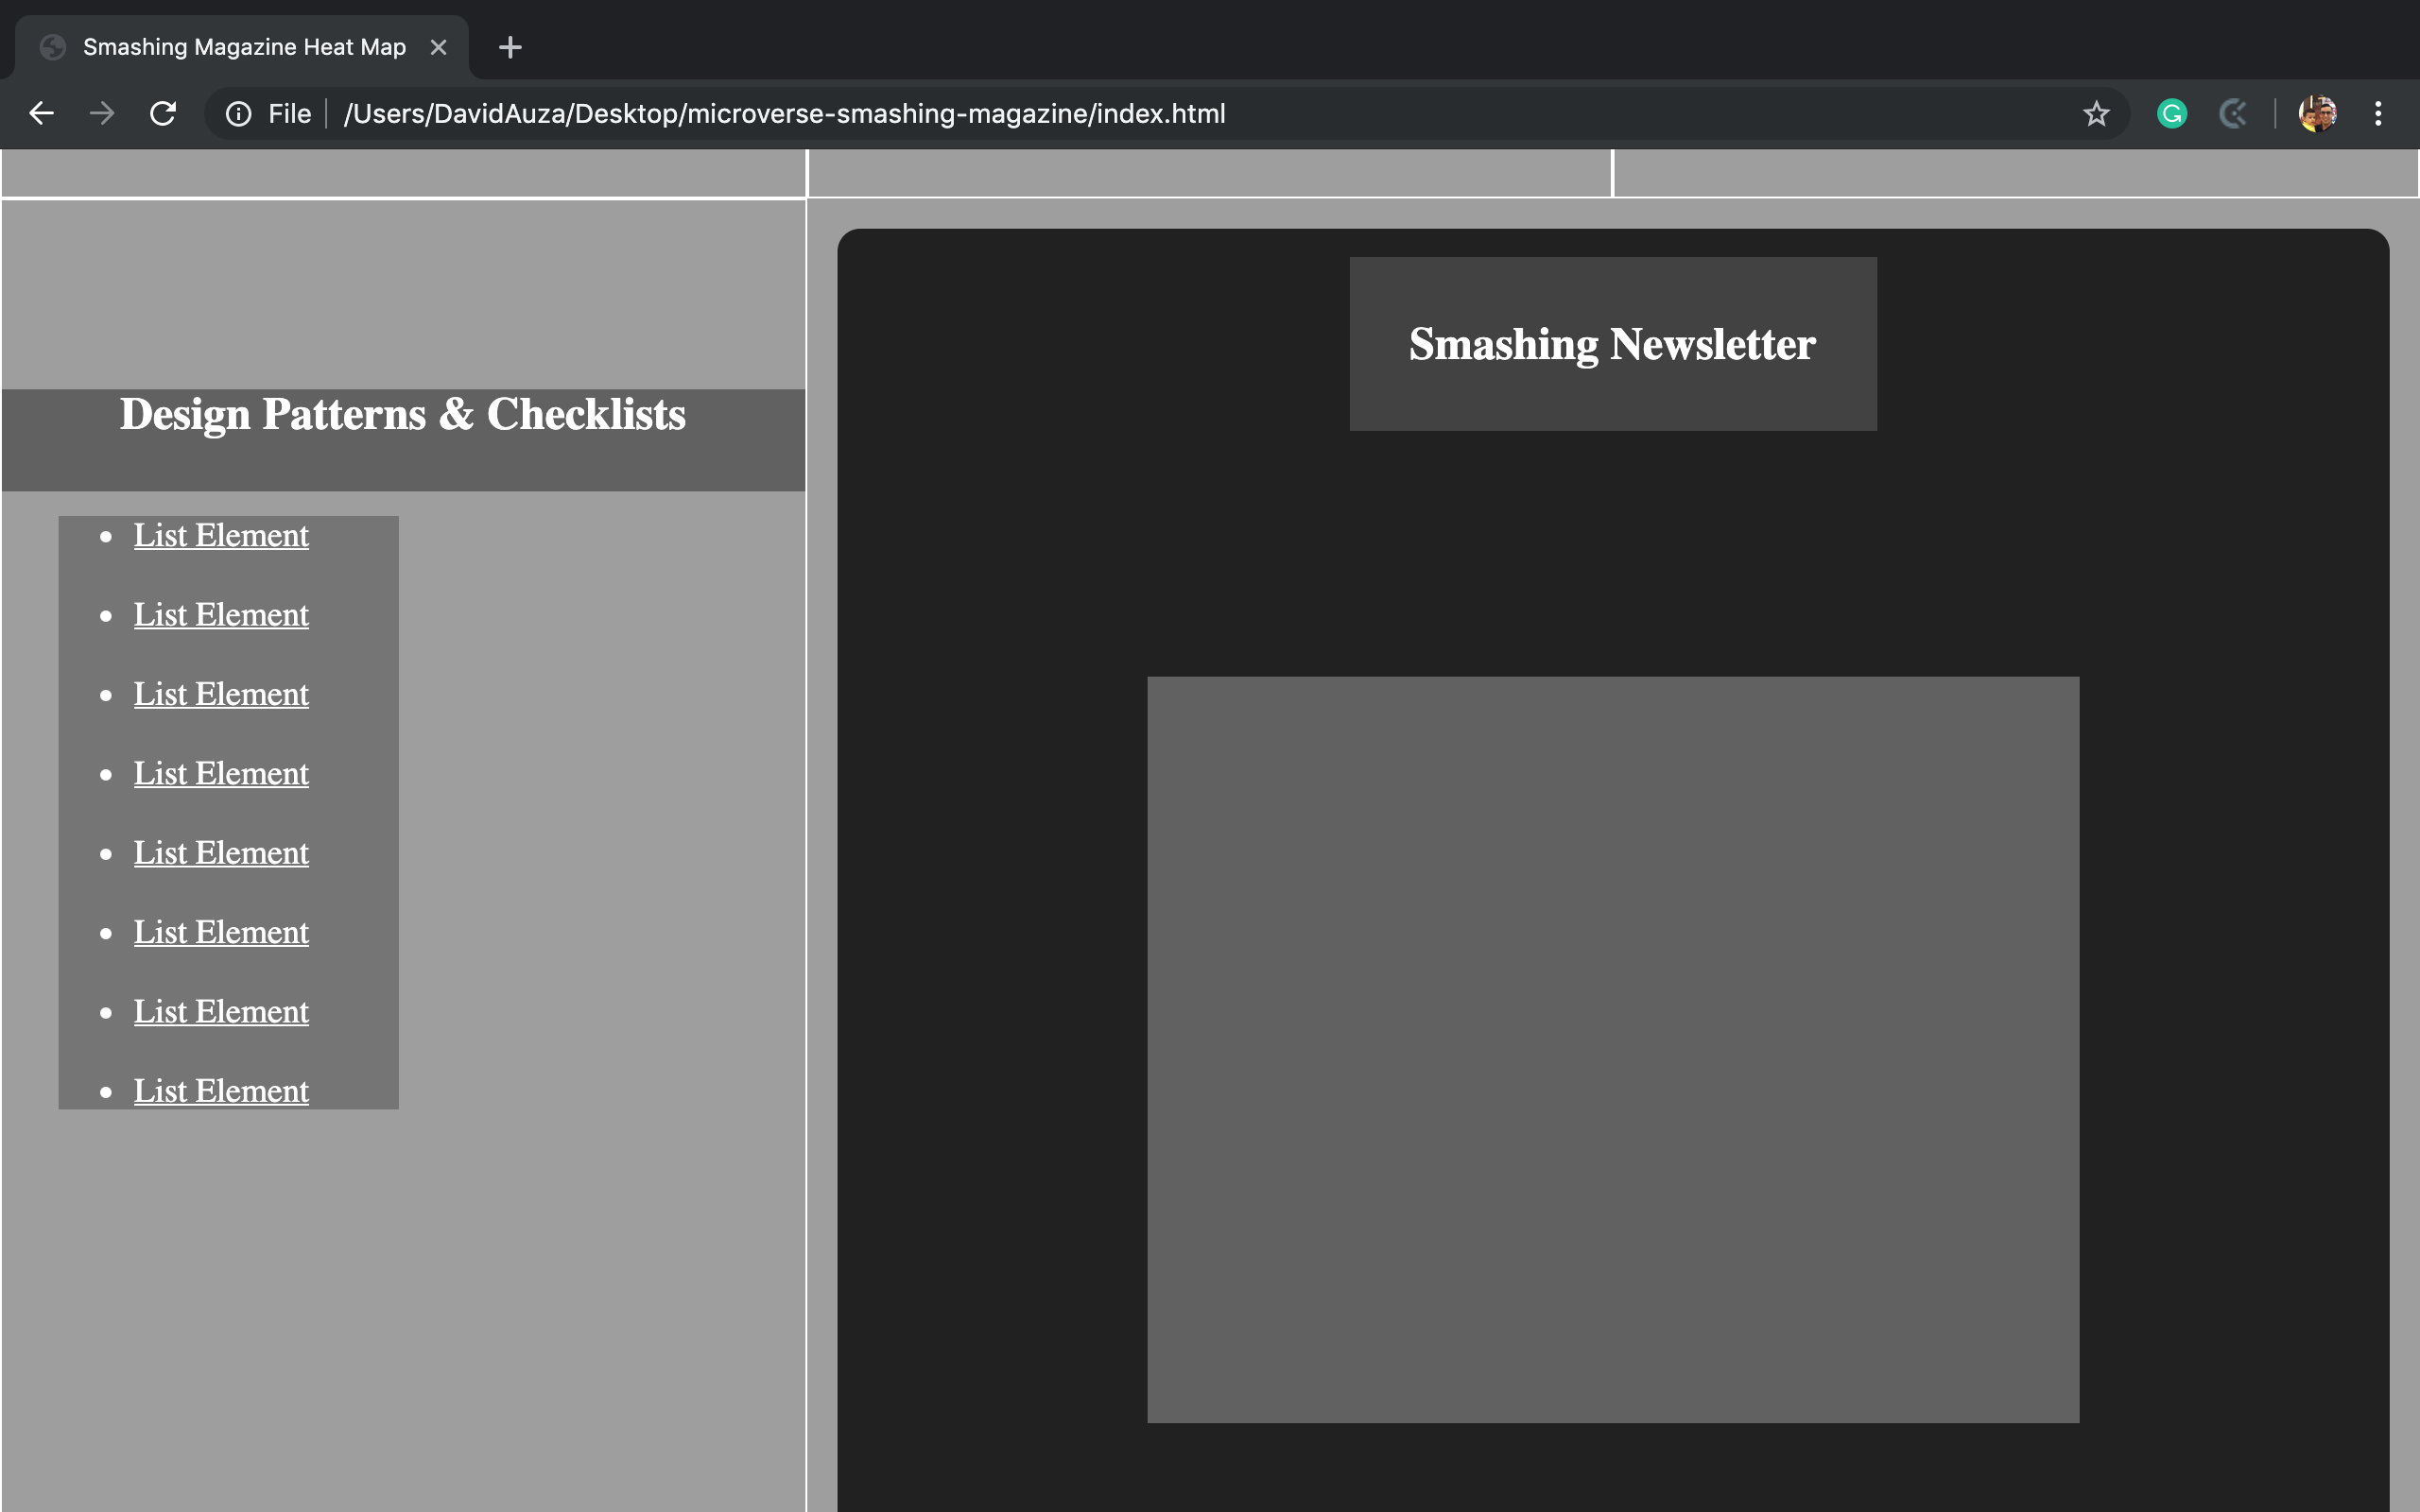 Smashing Magazine Heat Map
File /Users/DavidAuza/Desktop/microverse-smashing-magazine/index.html
Design Patterns & Checklists
List Element
List Element
List Element
List Element
List Element
List Element
List Element
List Element
Smashing Newsletter